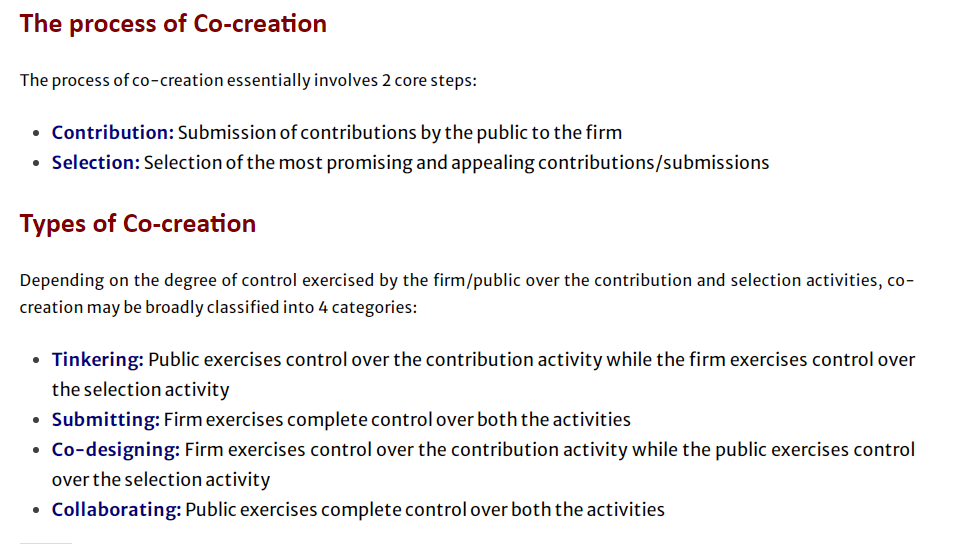 The process of Co-creation
The process of co-creation essentially involves 2 core steps:
• Contribution: Submission of contributions by the public to the firm
• Selection: Selection of the most promising and appealing contributions/submissions
Types of Co-creation
Depending on the degree of control exercised by the firm/public over the contribution and selection activities, co-
creation may be broadly classified into 4 categories:
• Tinkering: Public exercises control over the contribution activity while the firm exercises control over
the selection activity
• Submitting: Firm exercises complete control over both the activities
• Co-designing: Firm exercises control over the contribution activity while the public exercises control
over the selection activity
• Collaborating: Public exercises complete control over both the activities